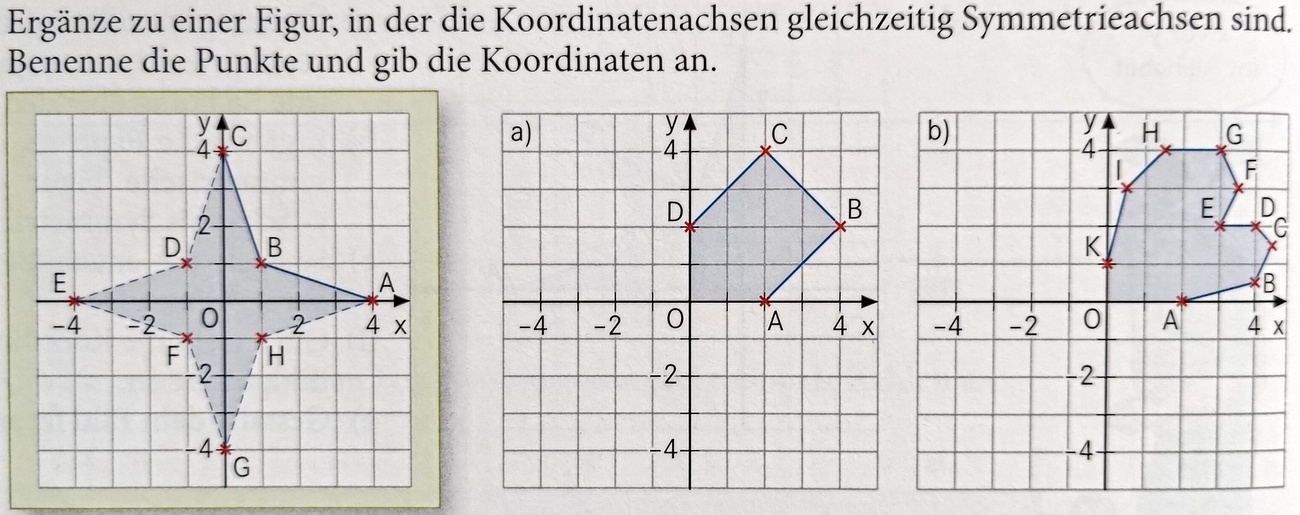 Ergänze zu einer Figur, in der die Koordinatenachsen gleichzeitig Symmetrieachsen sind.
Benenne die Punkte und gib die Koordinaten an.
y C
4
2
D B
E A
−4 −2 O 2 4 x
F H
−2
−4
G
a) y C
4
D B
−4 −2 O A 4 x
−2
−4
b) y H G
4
I F
E D
C
K
B
−4 −2 O A 4 x
−2
−4